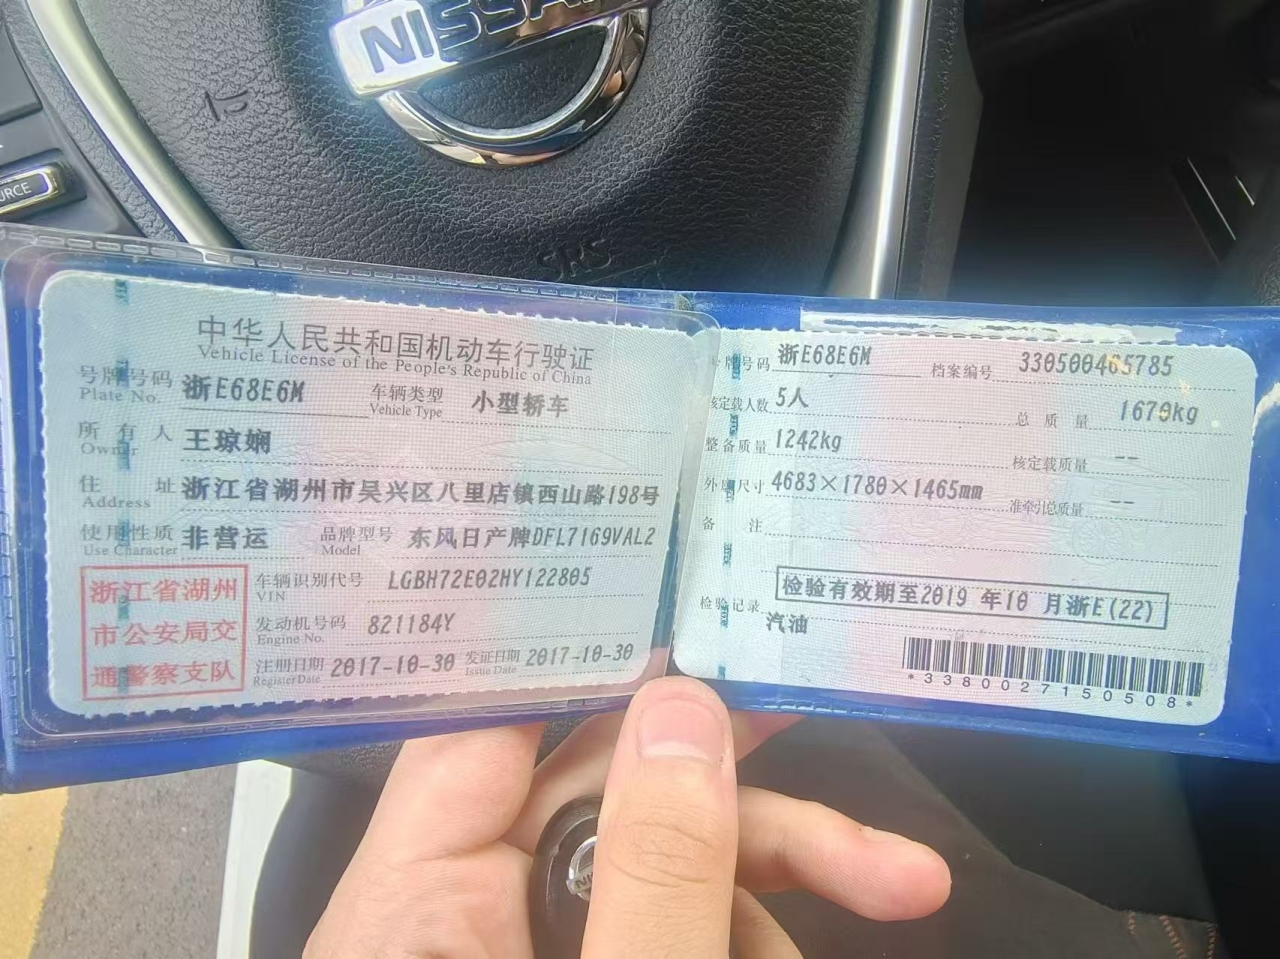 NISSAN
URCE
SRS
中华人民共和国机动车行驶证
Vehicle License of the People's Republic of China
号牌号码 浙E68E6M 车辆类型 小型轿车
Plate No. Vehicle Type
所有人 王琼娴
Owner
住址 浙江省湖州市吴兴区八里店镇西山路198号
Address
使用性质 非营运 品牌型号 东风日产牌DFL7169VAL2
Use Character Model
浙江省湖州
市公安局交
通警察支队
车辆识别代号 LGBH72E02HY122805
VIN
发动机号码 821184Y
Engine No.
注册日期 2017-10-30 发证日期 2017-10-30
Register Date Issue Date
号牌号码 浙E68E6M 档案编号 330500465785
核定载人数 5人 总质量 1679kg
整备质量 1242kg 核定载质量 --
外廓尺寸 4683×1780×1465mm 准牵引总质量 --
备注
检验有效期至2019 年10 月浙E(22)
检验记录
汽油
*3380027150508*